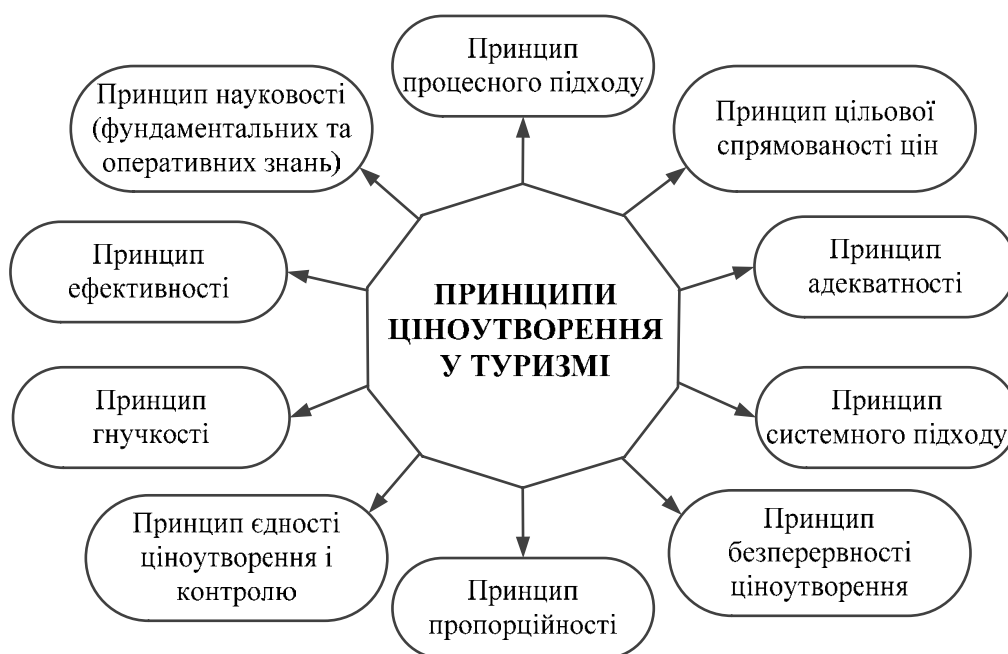 Принцип
процесного підходу
Принцип науковості
(фундаментальних та
оперативних знань)
Принцип цільової
спрямованості цін
Принцип
ефективності
Принцип
адекватності
ПРИНЦИПИ
ЦІНОУТВОРЕННЯ
У ТУРИЗМІ
Принцип
гнучкості
Принцип
системного підходу
Принцип єдності
ціноутворення і
контролю
Принцип
безперервності
ціноутворення
Принцип
пропорційності